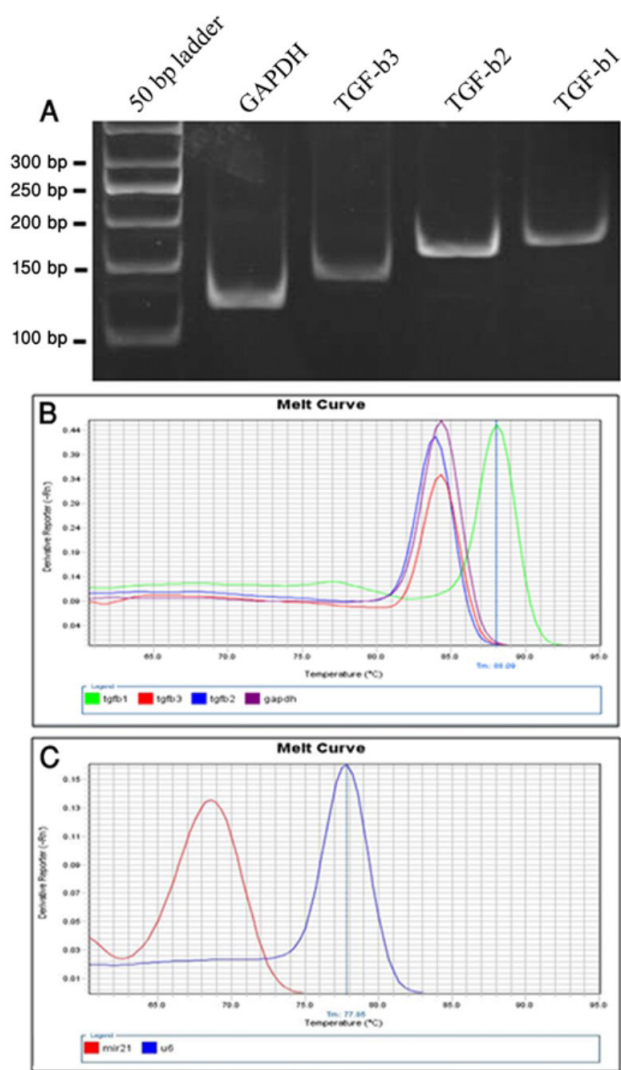 50 bp ladder
GAPDH
TGF-b3
TGF-b2
TGF-b1
A
300 bp
250 bp
200 bp
150 bp
100 bp
B
Melt Curve
Derivative Reporter (-Rn)
0.44
0.39
0.34
0.29
0.24
0.19
0.14
0.09
0.04
65.0 70.0 75.0 80.0 85.0 90.0 95.0
Tm: 88.09
Temperature (°C)
Legend
tgfb1 tgfb3 tgfb2 gapdh
C
Melt Curve
Derivative Reporter (-Rn)
0.15
0.13
0.11
0.09
0.07
0.05
0.03
0.01
65.0 70.0 75.0 80.0 85.0 90.0 95.0
Tm: 77.85
Temperature (°C)
Legend
mir21 u6